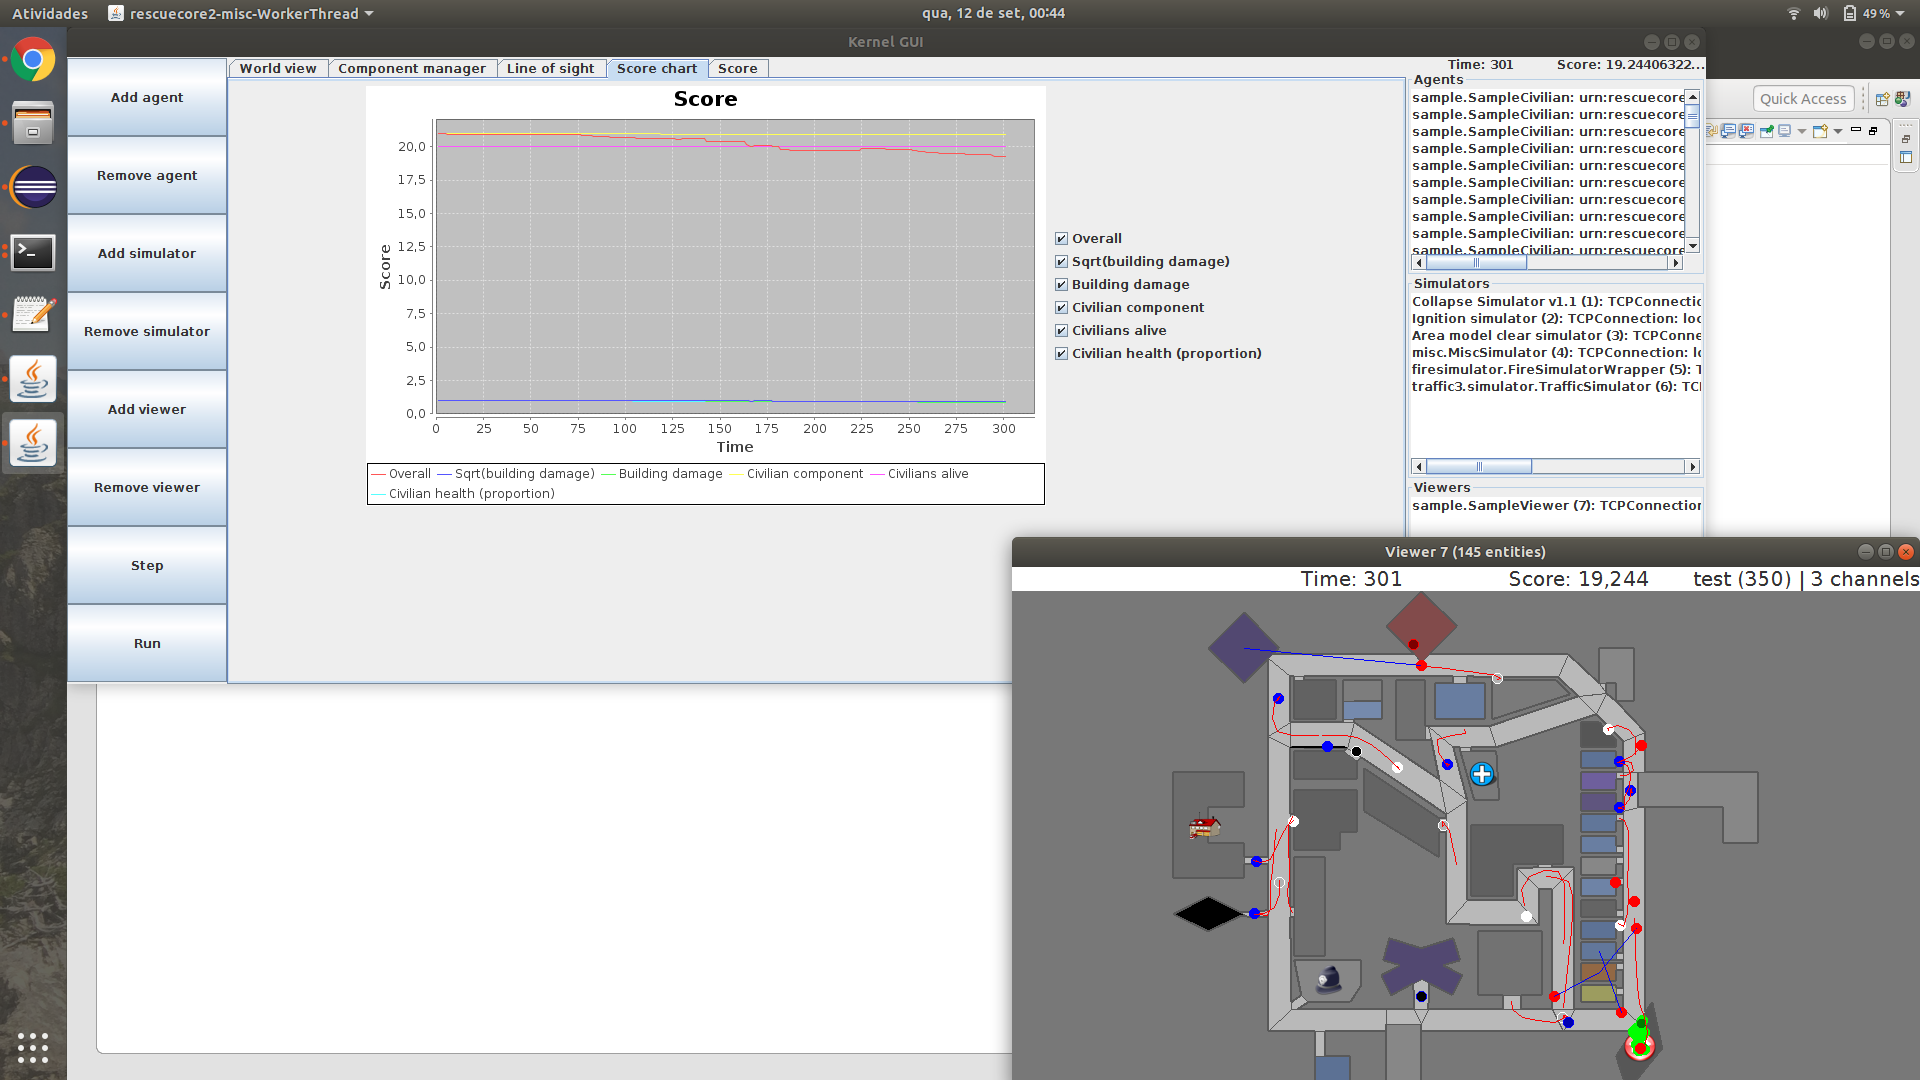 Atividades
rescuecore2-misc-WorkerThread
qua, 12 de set, 00:44
49 %
Kernel GUI
Add agent
Remove agent
Add simulator
Remove simulator
Add viewer
Remove viewer
Step
Run
World view
Component manager
Line of sight
Score chart
Score
Time: 301
Score: 19.24406322...
Score
20,0
17,5
15,0
12,5
10,0
7,5
5,0
2,5
0,0
Score
0 25 50 75 100 125 150 175 200 225 250 275 300
Time
Overall Sqrt(building damage) Building damage Civilian component Civilians alive
Civilian health (proportion)
Overall
Sqrt(building damage)
Building damage
Civilian component
Civilians alive
Civilian health (proportion)
Agents
sample.SampleCivilian: urn:rescuecore
sample.SampleCivilian: urn:rescuecore
sample.SampleCivilian: urn:rescuecore
sample.SampleCivilian: urn:rescuecore
sample.SampleCivilian: urn:rescuecore
sample.SampleCivilian: urn:rescuecore
sample.SampleCivilian: urn:rescuecore
sample.SampleCivilian: urn:rescuecore
sample.SampleCivilian: urn:rescuecore
sample.SampleCivilian: urn:rescuecore
Simulators
Collapse Simulator v1.1 (1): TCPConnectio
Ignition simulator (2): TCPConnection: loc
Area model clear simulator (3): TCPConne
misc.MiscSimulator (4): TCPConnection: lo
firesimulator.FireSimulatorWrapper (5): T
traffic3.simulator.TrafficSimulator (6): TCI
Viewers
sample.SampleViewer (7): TCPConnection
Quick Access
Viewer 7 (145 entities)
Time: 301
Score: 19,244
test (350) | 3 channels